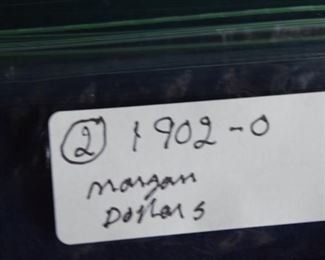 ② 1902-O
Morgan
Dollars